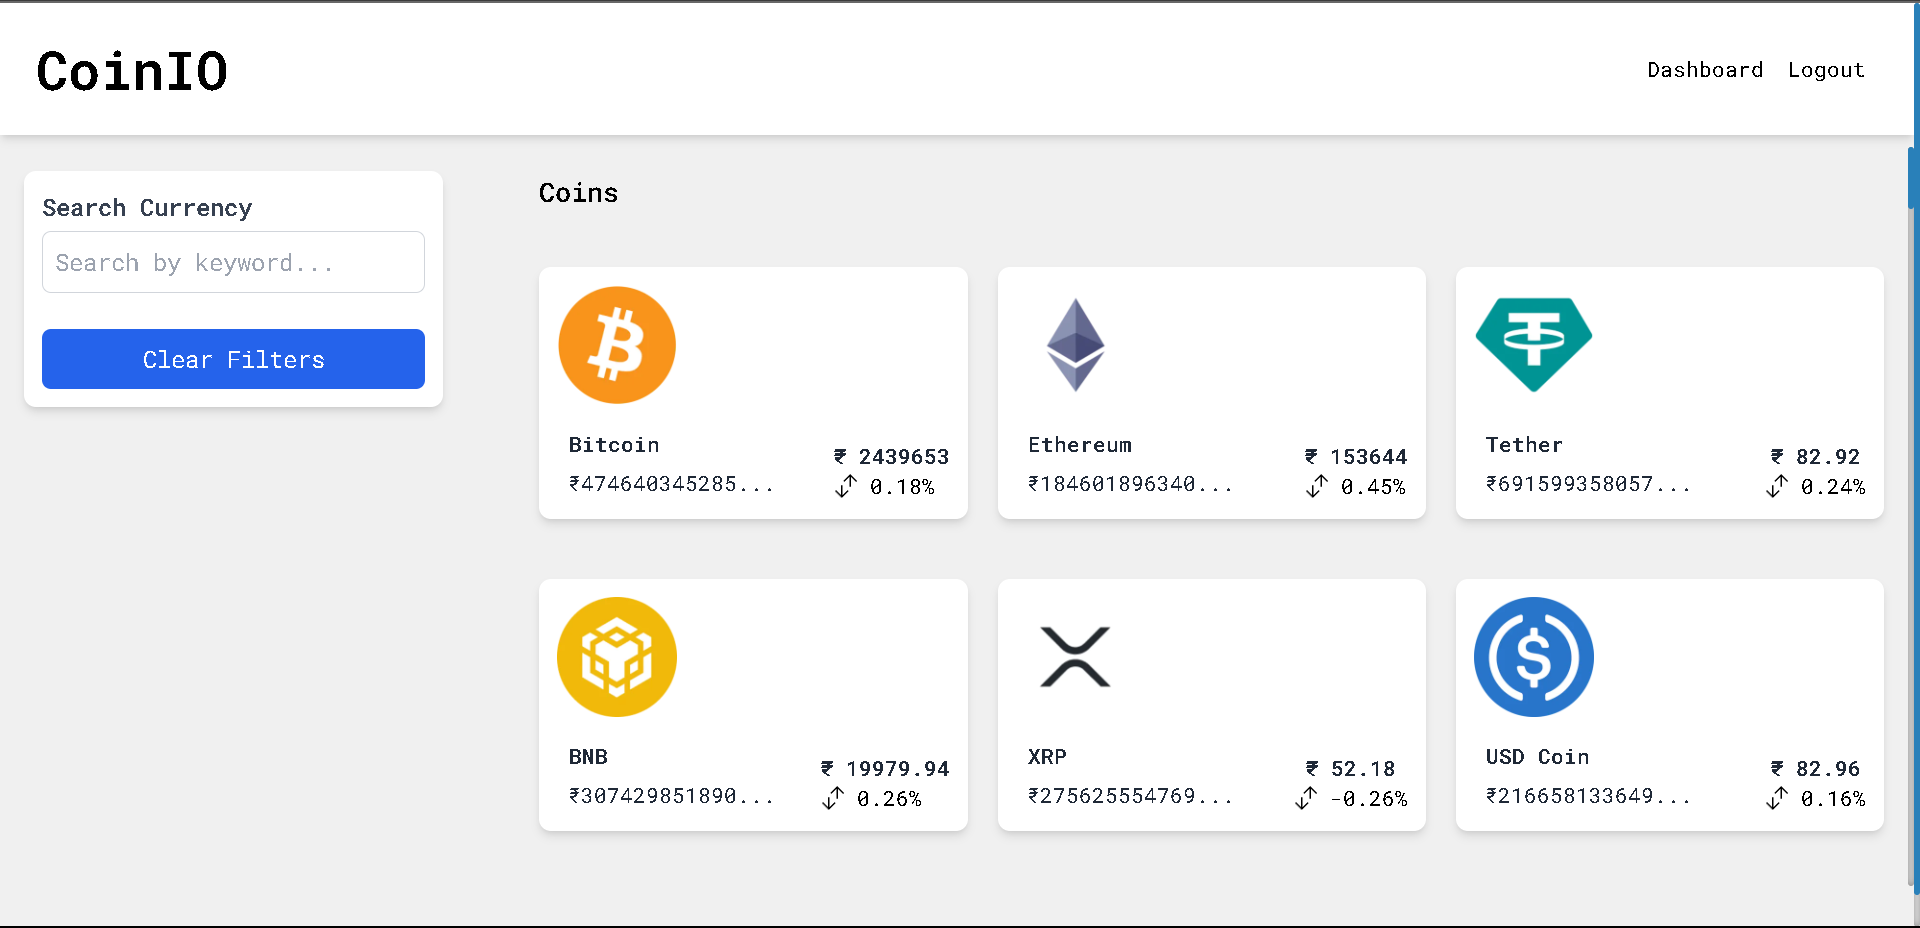 CoinIO
Dashboard Logout
Search Currency
Search by keyword...
Clear Filters
Coins
Bitcoin
₹474640345285...
₹ 2439653
0.18%
Ethereum
₹184601896340...
₹ 153644
0.45%
Tether
₹691599358057...
₹ 82.92
0.24%
BNB
₹307429851890...
₹ 19979.94
0.26%
XRP
₹275625554769...
₹ 52.18
-0.26%
USD Coin
₹216658133649...
₹ 82.96
0.16%